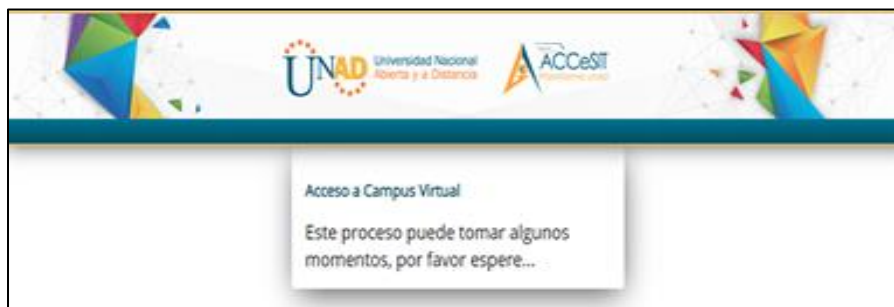 UNAD Universidad Nacional
Abierta y a Distancia
ACCeSIT
Acceso a Campus Virtual
Este proceso puede tomar algunos
momentos, por favor espere...